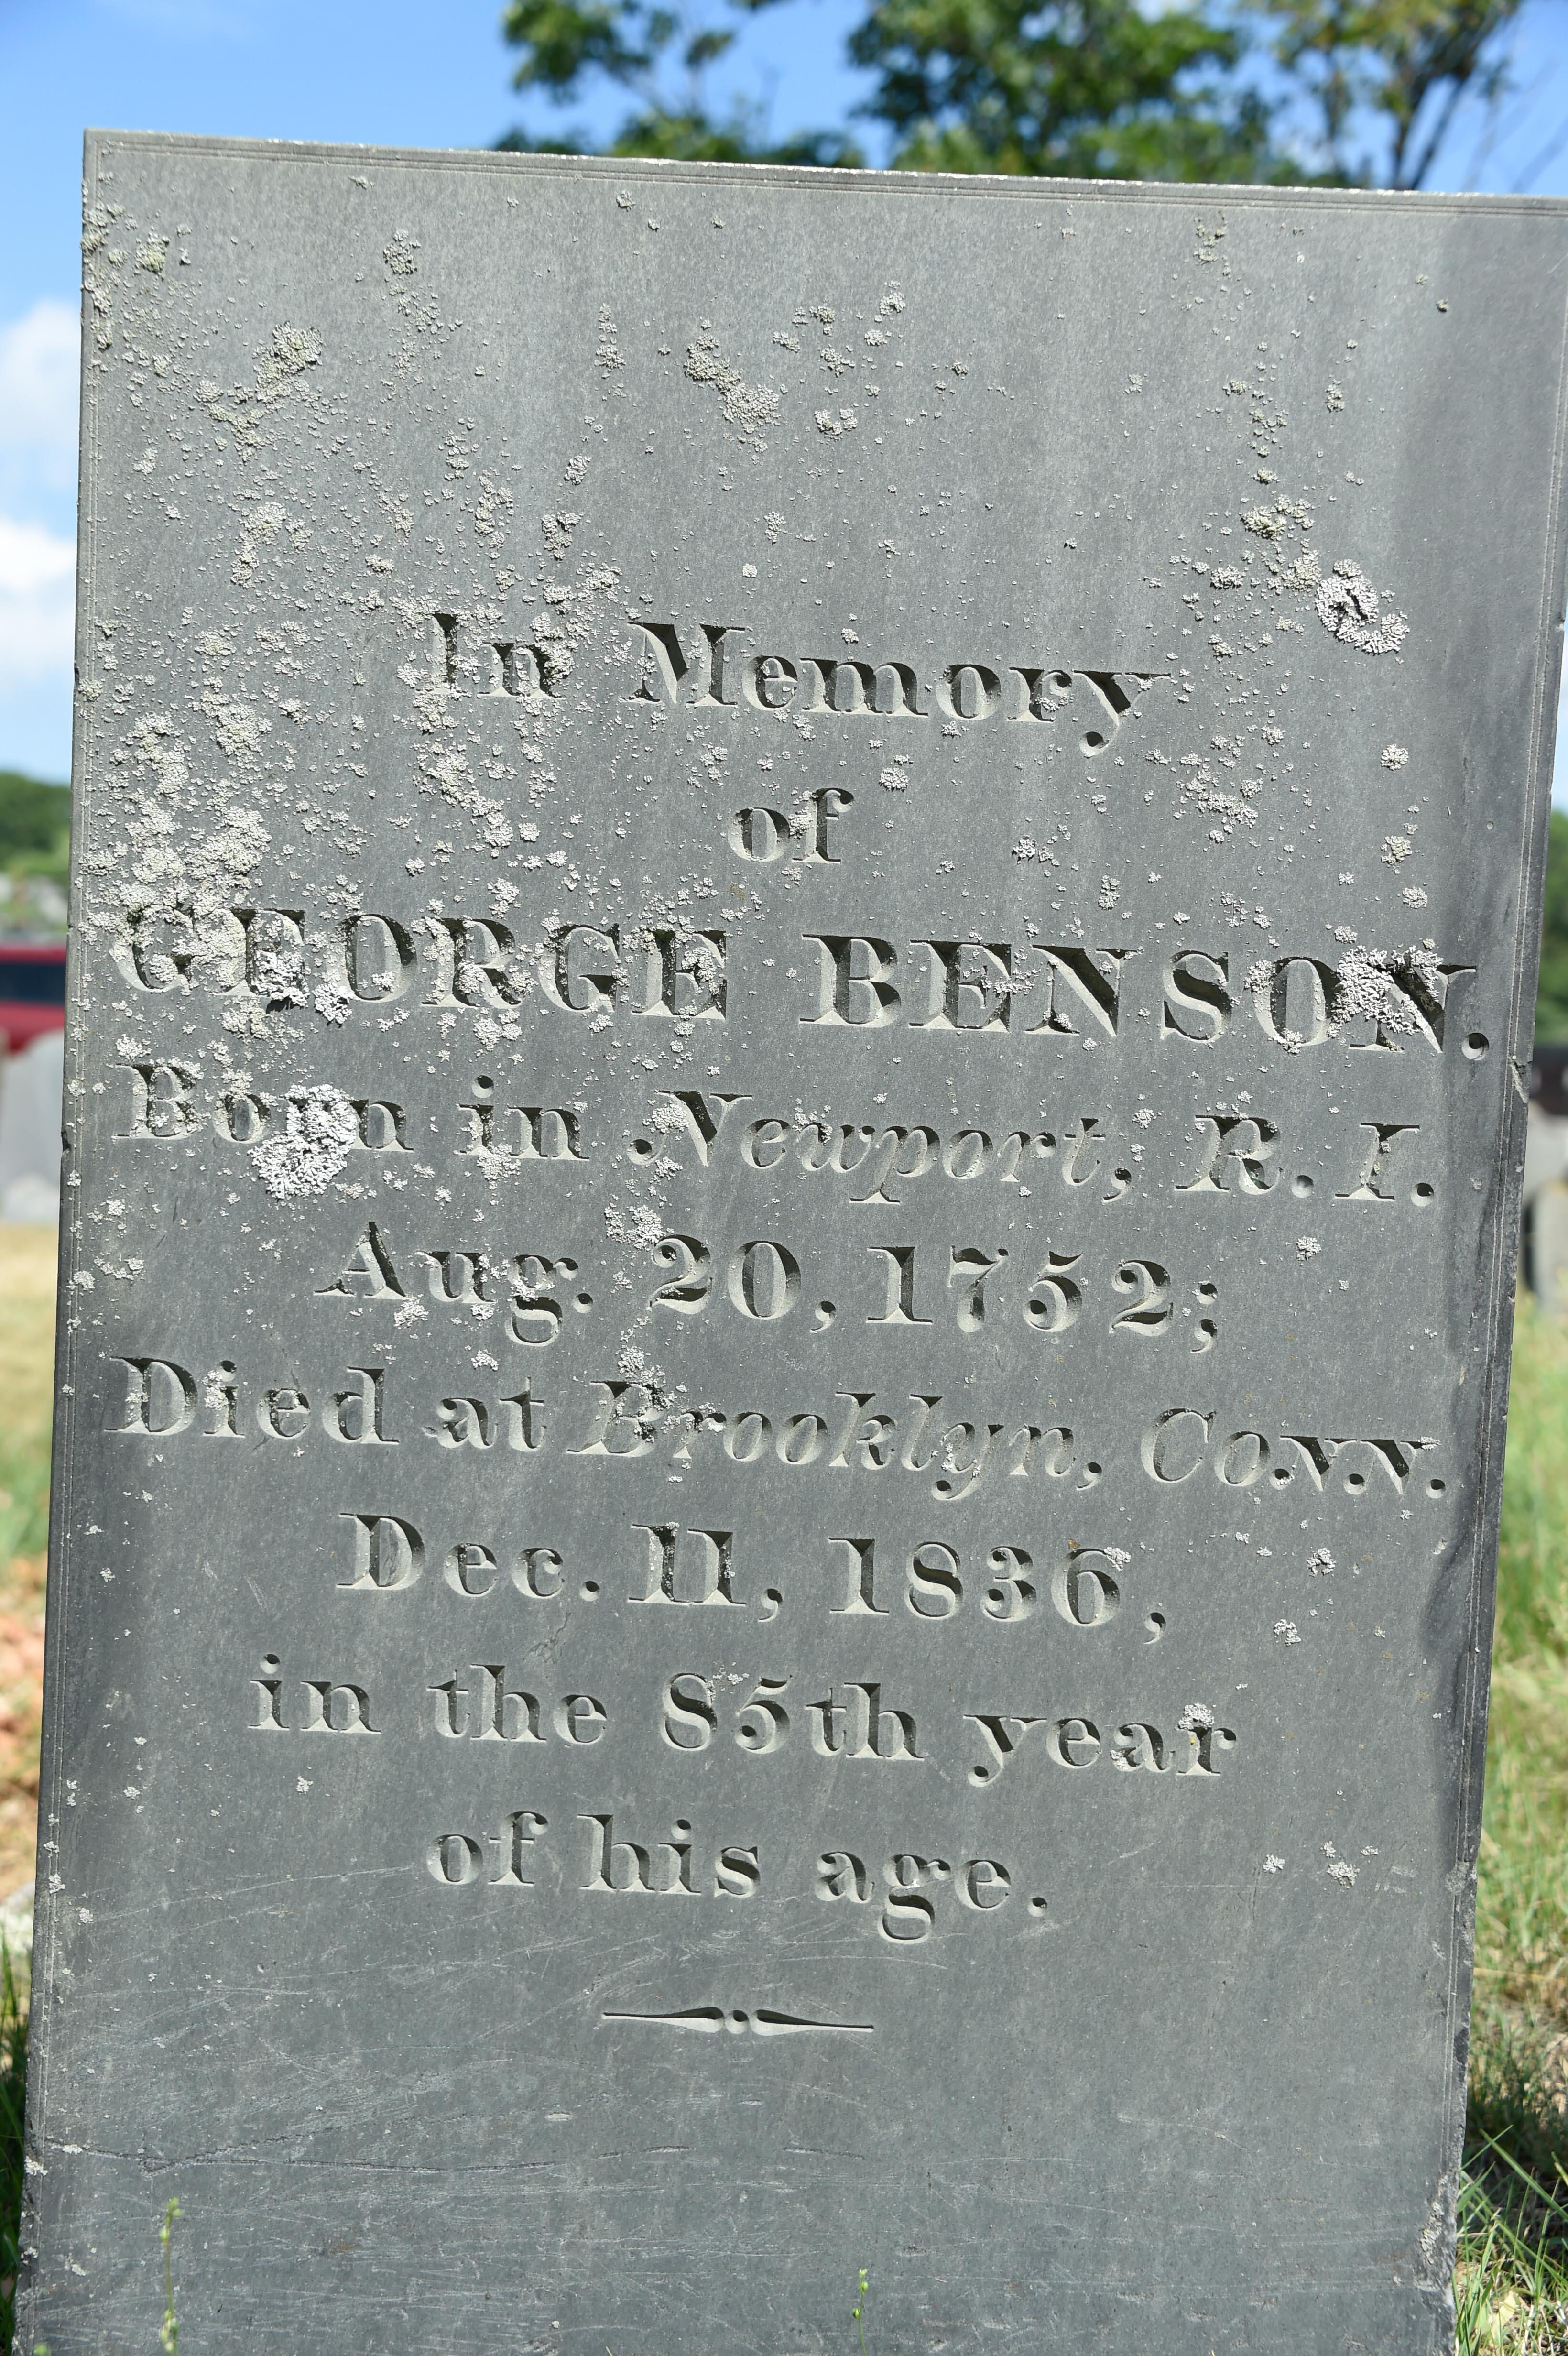 In Memory
of
GEORGE BENSON.
Born in Newport, R. I.
Aug. 20, 1752;
Died at Brooklyn, Conn.
Dec. 11, 1836,
in the 85th year
of his age.